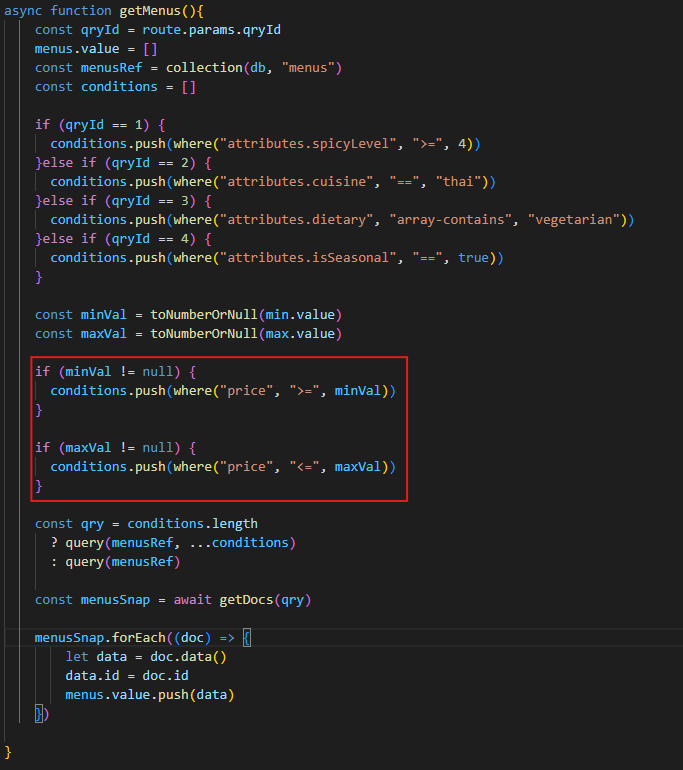 async function getMenus(){
const qryId = route.params.qryId
menus.value = []
const menusRef = collection(db, "menus")
const conditions = []
if (qryId == 1) {
conditions.push(where("attributes.spicyLevel", ">=", 4))
}else if (qryId == 2) {
conditions.push(where("attributes.cuisine", "==", "thai"))
}else if (qryId == 3) {
conditions.push(where("attributes.dietary", "array-contains", "vegetarian"))
}else if (qryId == 4) {
conditions.push(where("attributes.isSeasonal", "==", true))
}
const minVal = toNumberOrNull(min.value)
const maxVal = toNumberOrNull(max.value)
if (minVal != null) {
conditions.push(where("price", ">=", minVal))
}
if (maxVal != null) {
conditions.push(where("price", "<=", maxVal))
}
const qry = conditions.length
? query(menusRef, ...conditions)
: query(menusRef)
const menusSnap = await getDocs(qry)
menusSnap.forEach((doc) => {
let data = doc.data()
data.id = doc.id
menus.value.push(data)
})
}